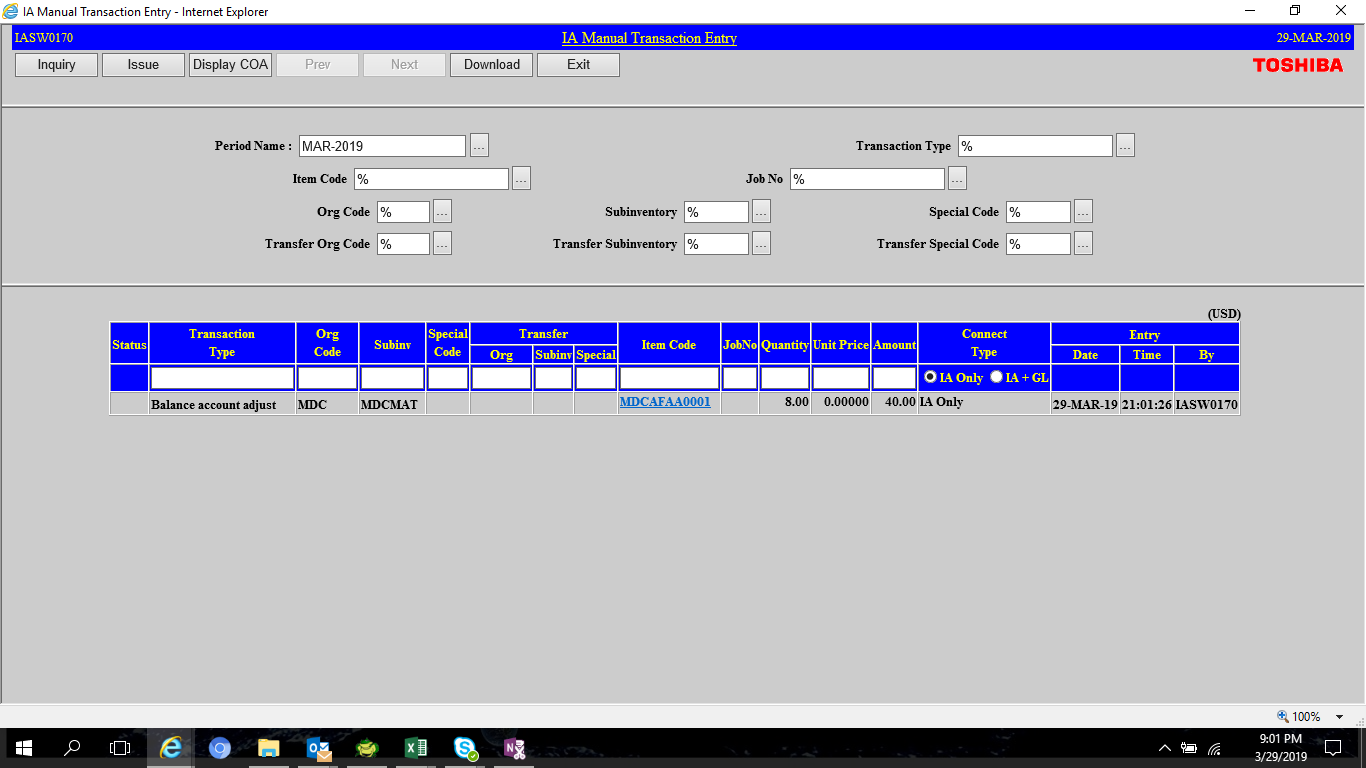 IA Manual Transaction Entry - Internet Explorer
IASW0170 IA Manual Transaction Entry 29-MAR-2019
Inquiry Issue Display COA Prev Next Download Exit TOSHIBA
Period Name : MAR-2019 ... Transaction Type % ...
Item Code % ... Job No % ...
Org Code % ... Subinventory % ... Special Code % ...
Transfer Org Code % ... Transfer Subinventory % ... Transfer Special Code % ...
(USD)
Status Transaction Type Org Code Subinv Special Code Transfer Item Code JobNo Quantity Unit Price Amount Connect Type Entry
Org Subinv Special Date Time By
IA Only IA + GL
Balance account adjust MDC MDCMAT MDCAFAA0001 8.00 0.00000 40.00 IA Only 29-MAR-19 21:01:26 IASW0170
100%
9:01 PM
3/29/2019